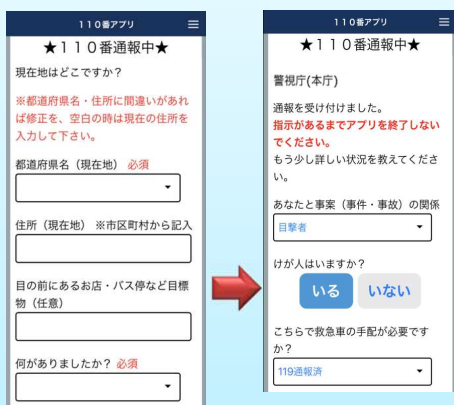 110番アプリ
★110番通報中★
現在地はどこですか？
※都道府県名・住所に間違いがあれ
ば修正を、空白の時は現在の住所を
入力して下さい。
都道府県名（現在地） 必須
住所（現在地） ※市区町村から記入
目の前にあるお店・バス停など目標
物（任意）
何がありましたか？ 必須
110番アプリ
★110番通報中★
警視庁(本庁)
通報を受け付けました。
指示があるまでアプリを終了しない
でください。
もう少し詳しい状況を教えてくださ
い。
あなたと事案（事件・事故）の関係
目撃者
けが人はいますか？
いる いない
こちらで救急車の手配が必要です
か？
119通報済